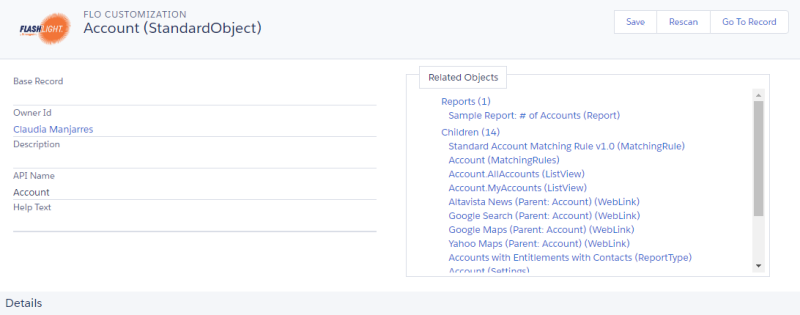 FLASHLIGHT
FLO CUSTOMIZATION
Account (StandardObject)
Save
Rescan
Go To Record
Base Record
Owner Id
Claudia Manjarres
Description
API Name
Account
Help Text
Related Objects
Reports (1)
Sample Report: # of Accounts (Report)
Children (14)
Standard Account Matching Rule v1.0 (MatchingRule)
Account (MatchingRules)
Account.AllAccounts (ListView)
Account.MyAccounts (ListView)
Altavista News (Parent: Account) (WebLink)
Google Search (Parent: Account) (WebLink)
Google Maps (Parent: Account) (WebLink)
Yahoo Maps (Parent: Account) (WebLink)
Accounts with Entitlements with Contacts (ReportType)
Account (Settings)
Details